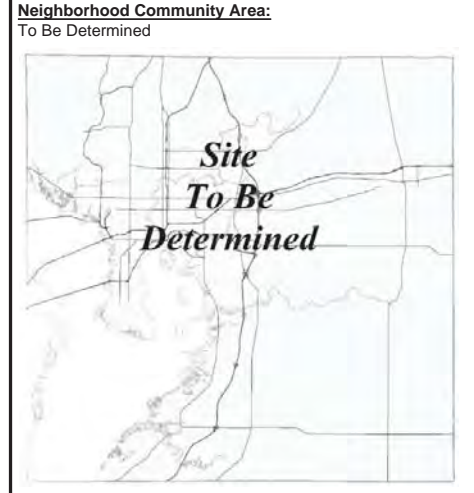 Neighborhood Community Area:
To Be Determined
Site
To Be
Determined